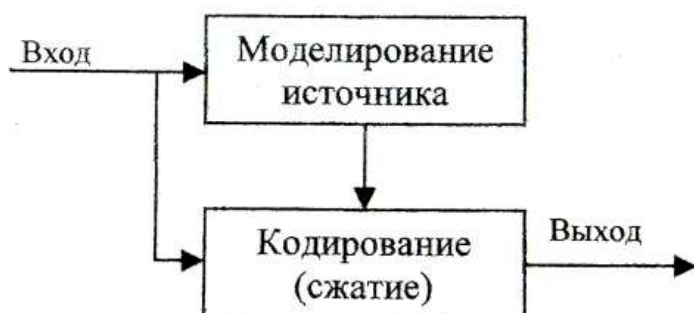 Вход
Моделирование
источника
Кодирование
(сжатие)
Выход